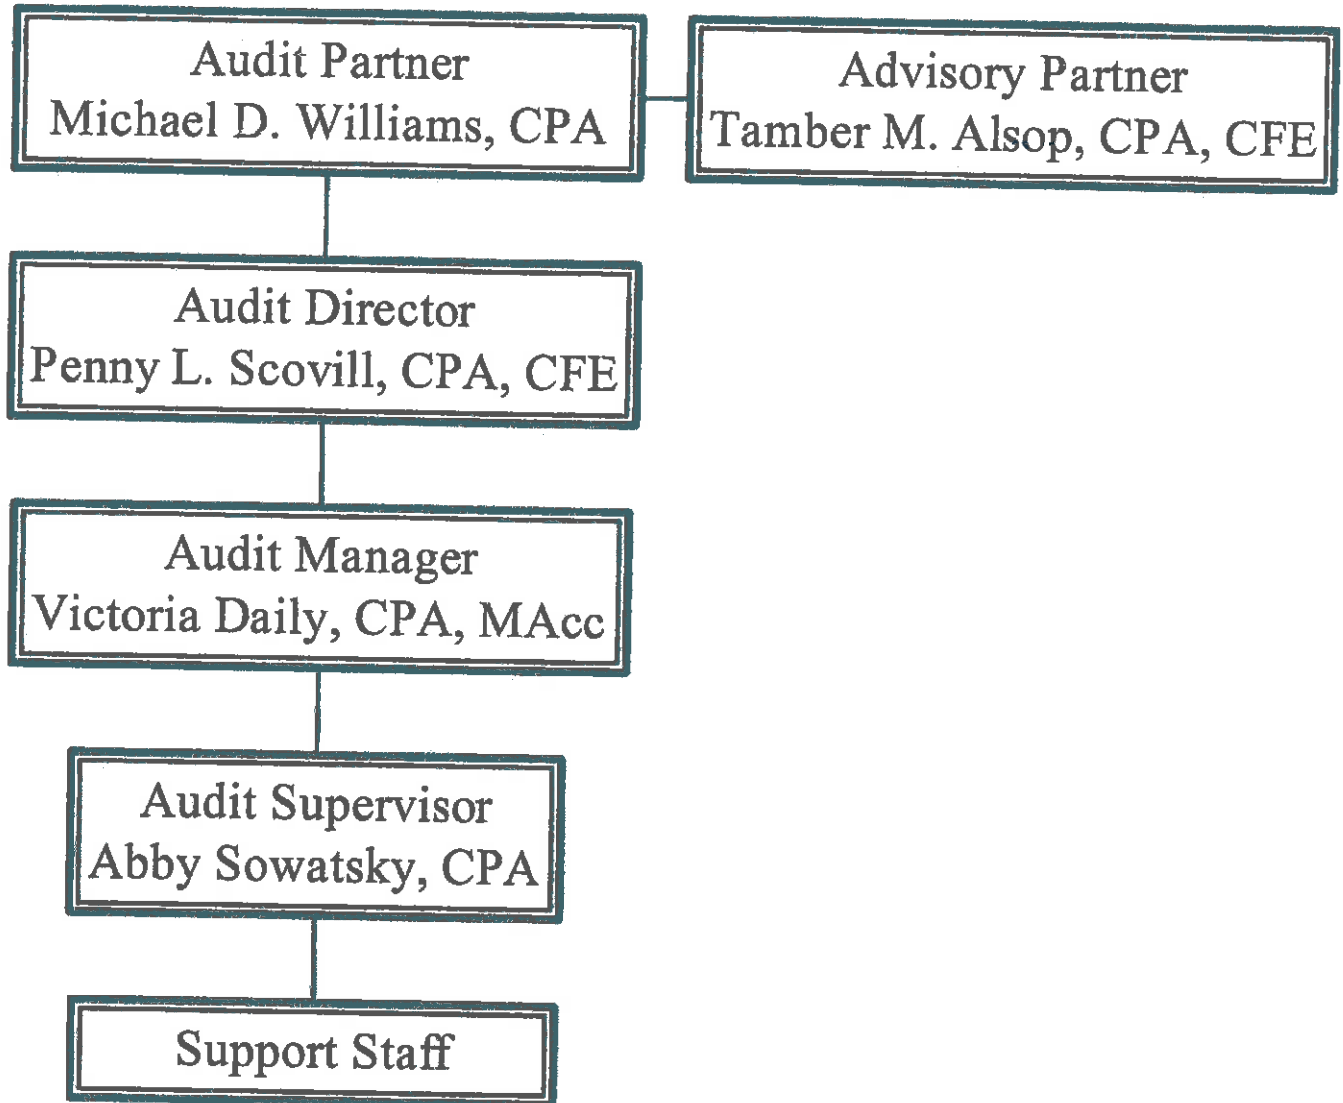 Audit Partner
Michael D. Williams, CPA
Advisory Partner
Tamber M. Alsop, CPA, CFE
Audit Director
Penny L. Scovill, CPA, CFE
Audit Manager
Victoria Daily, CPA, MAcc
Audit Supervisor
Abby Sowatsky, CPA
Support Staff